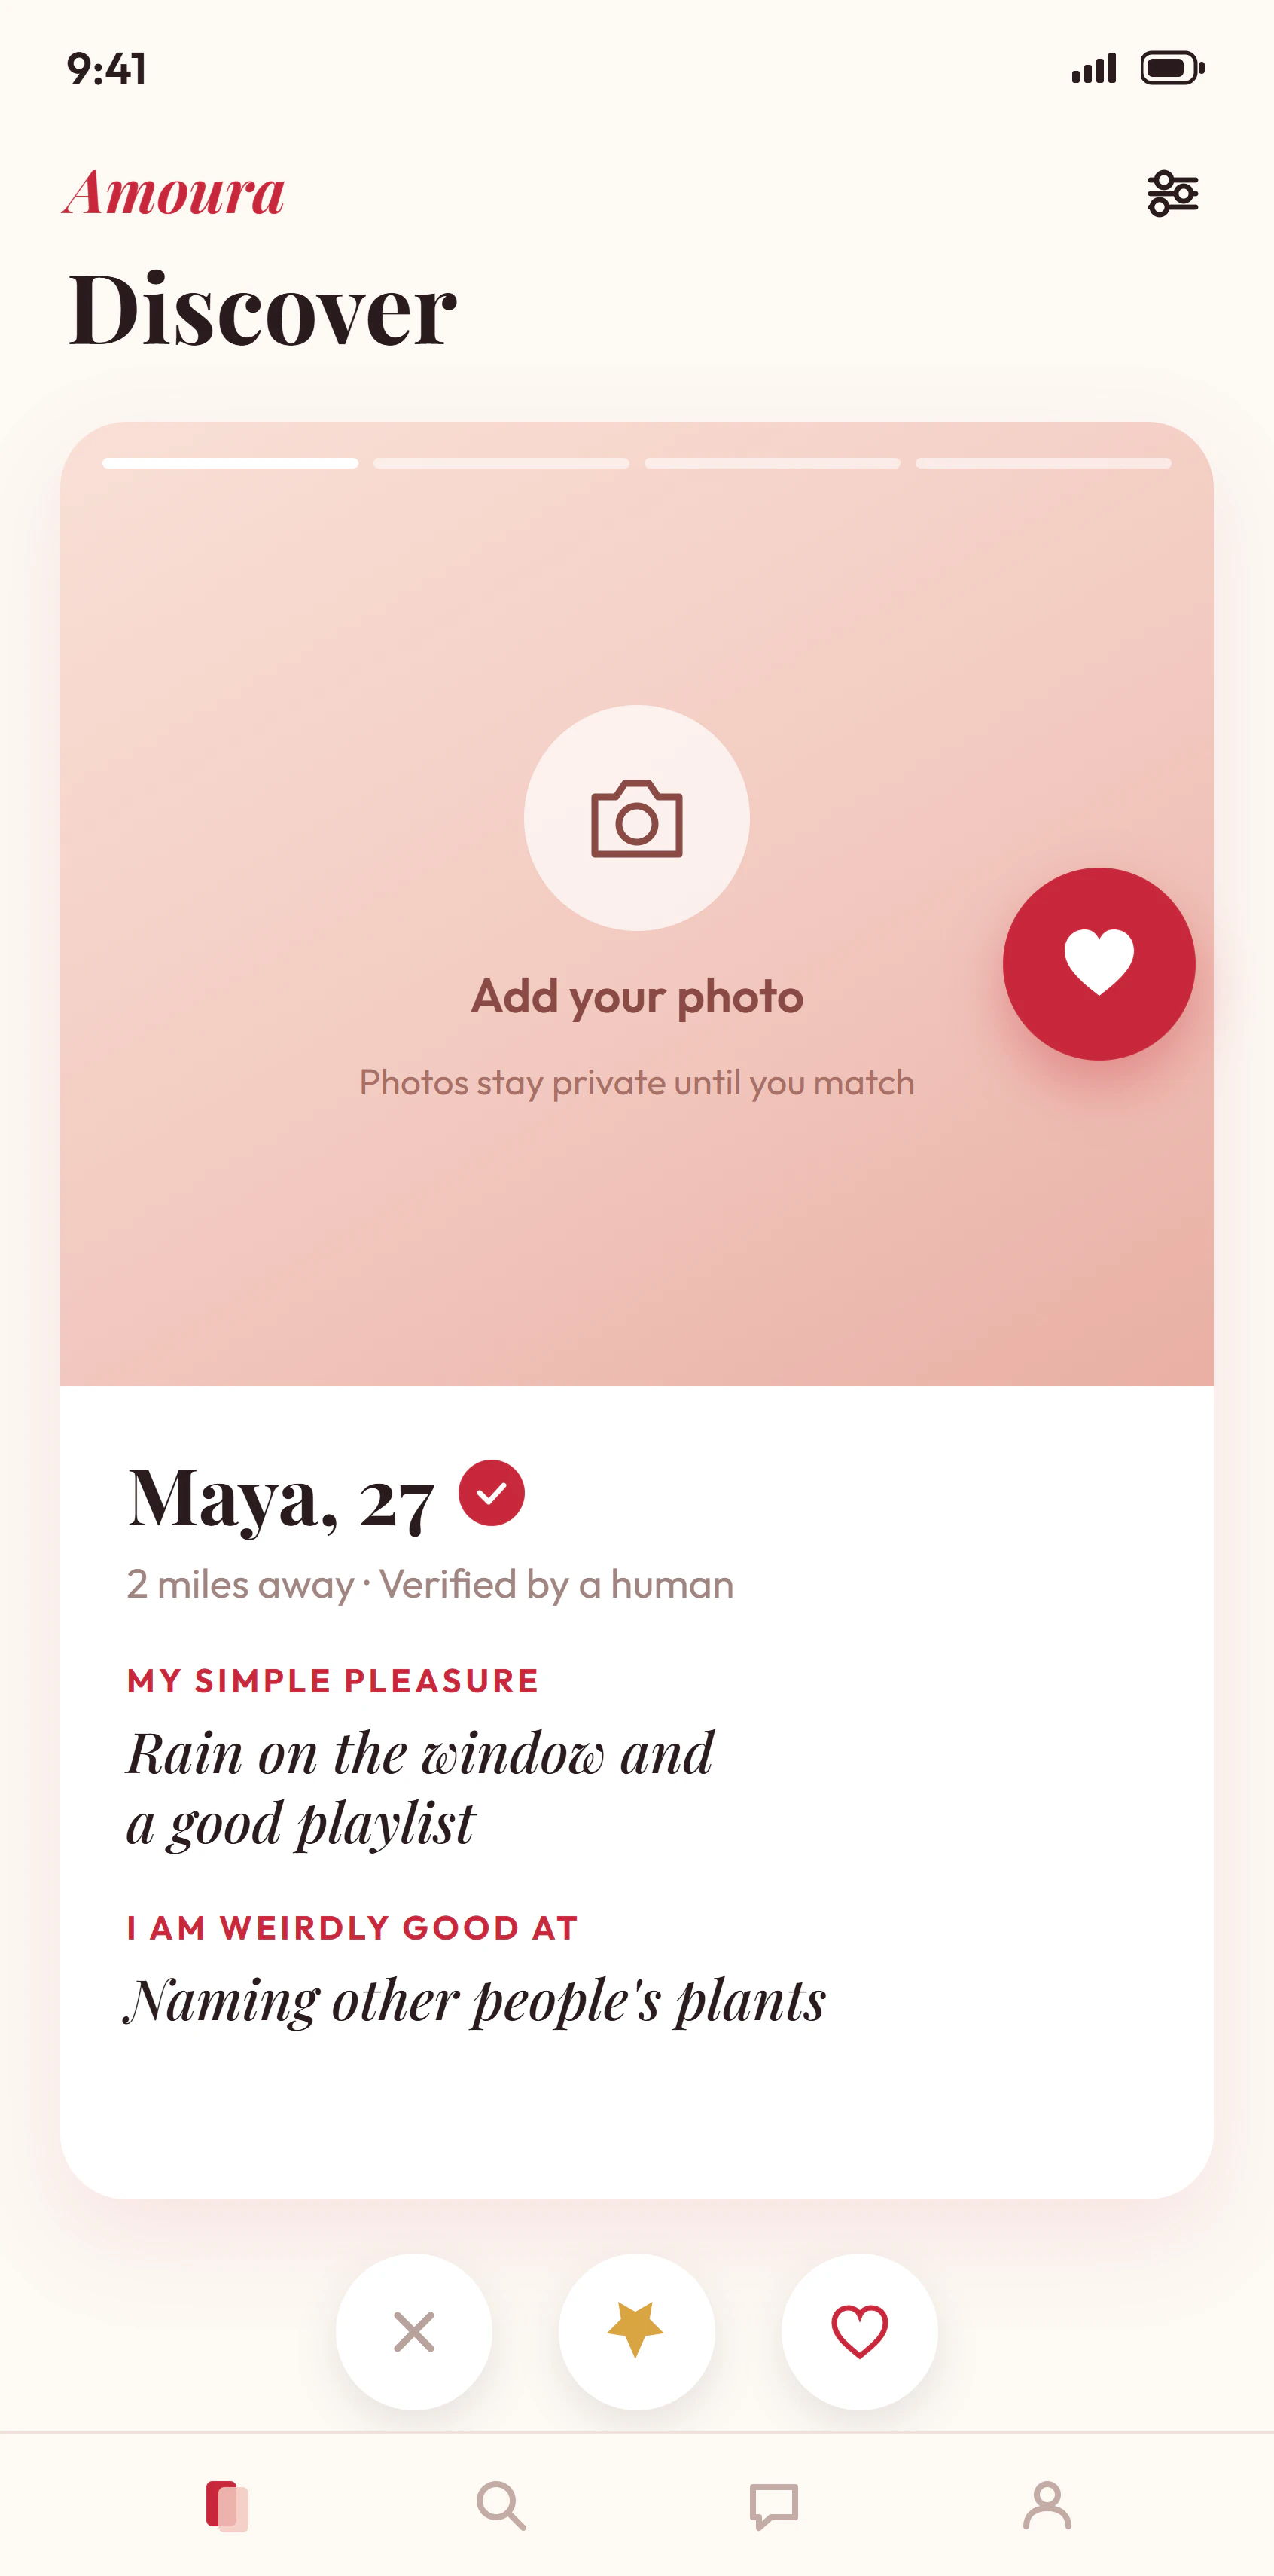 9:41
Amoura
Discover
Add your photo
Photos stay private until you match
Maya, 27
2 miles away · Verified by a human
MY SIMPLE PLEASURE
Rain on the window and
a good playlist
I AM WEIRDLY GOOD AT
Naming other people's plants